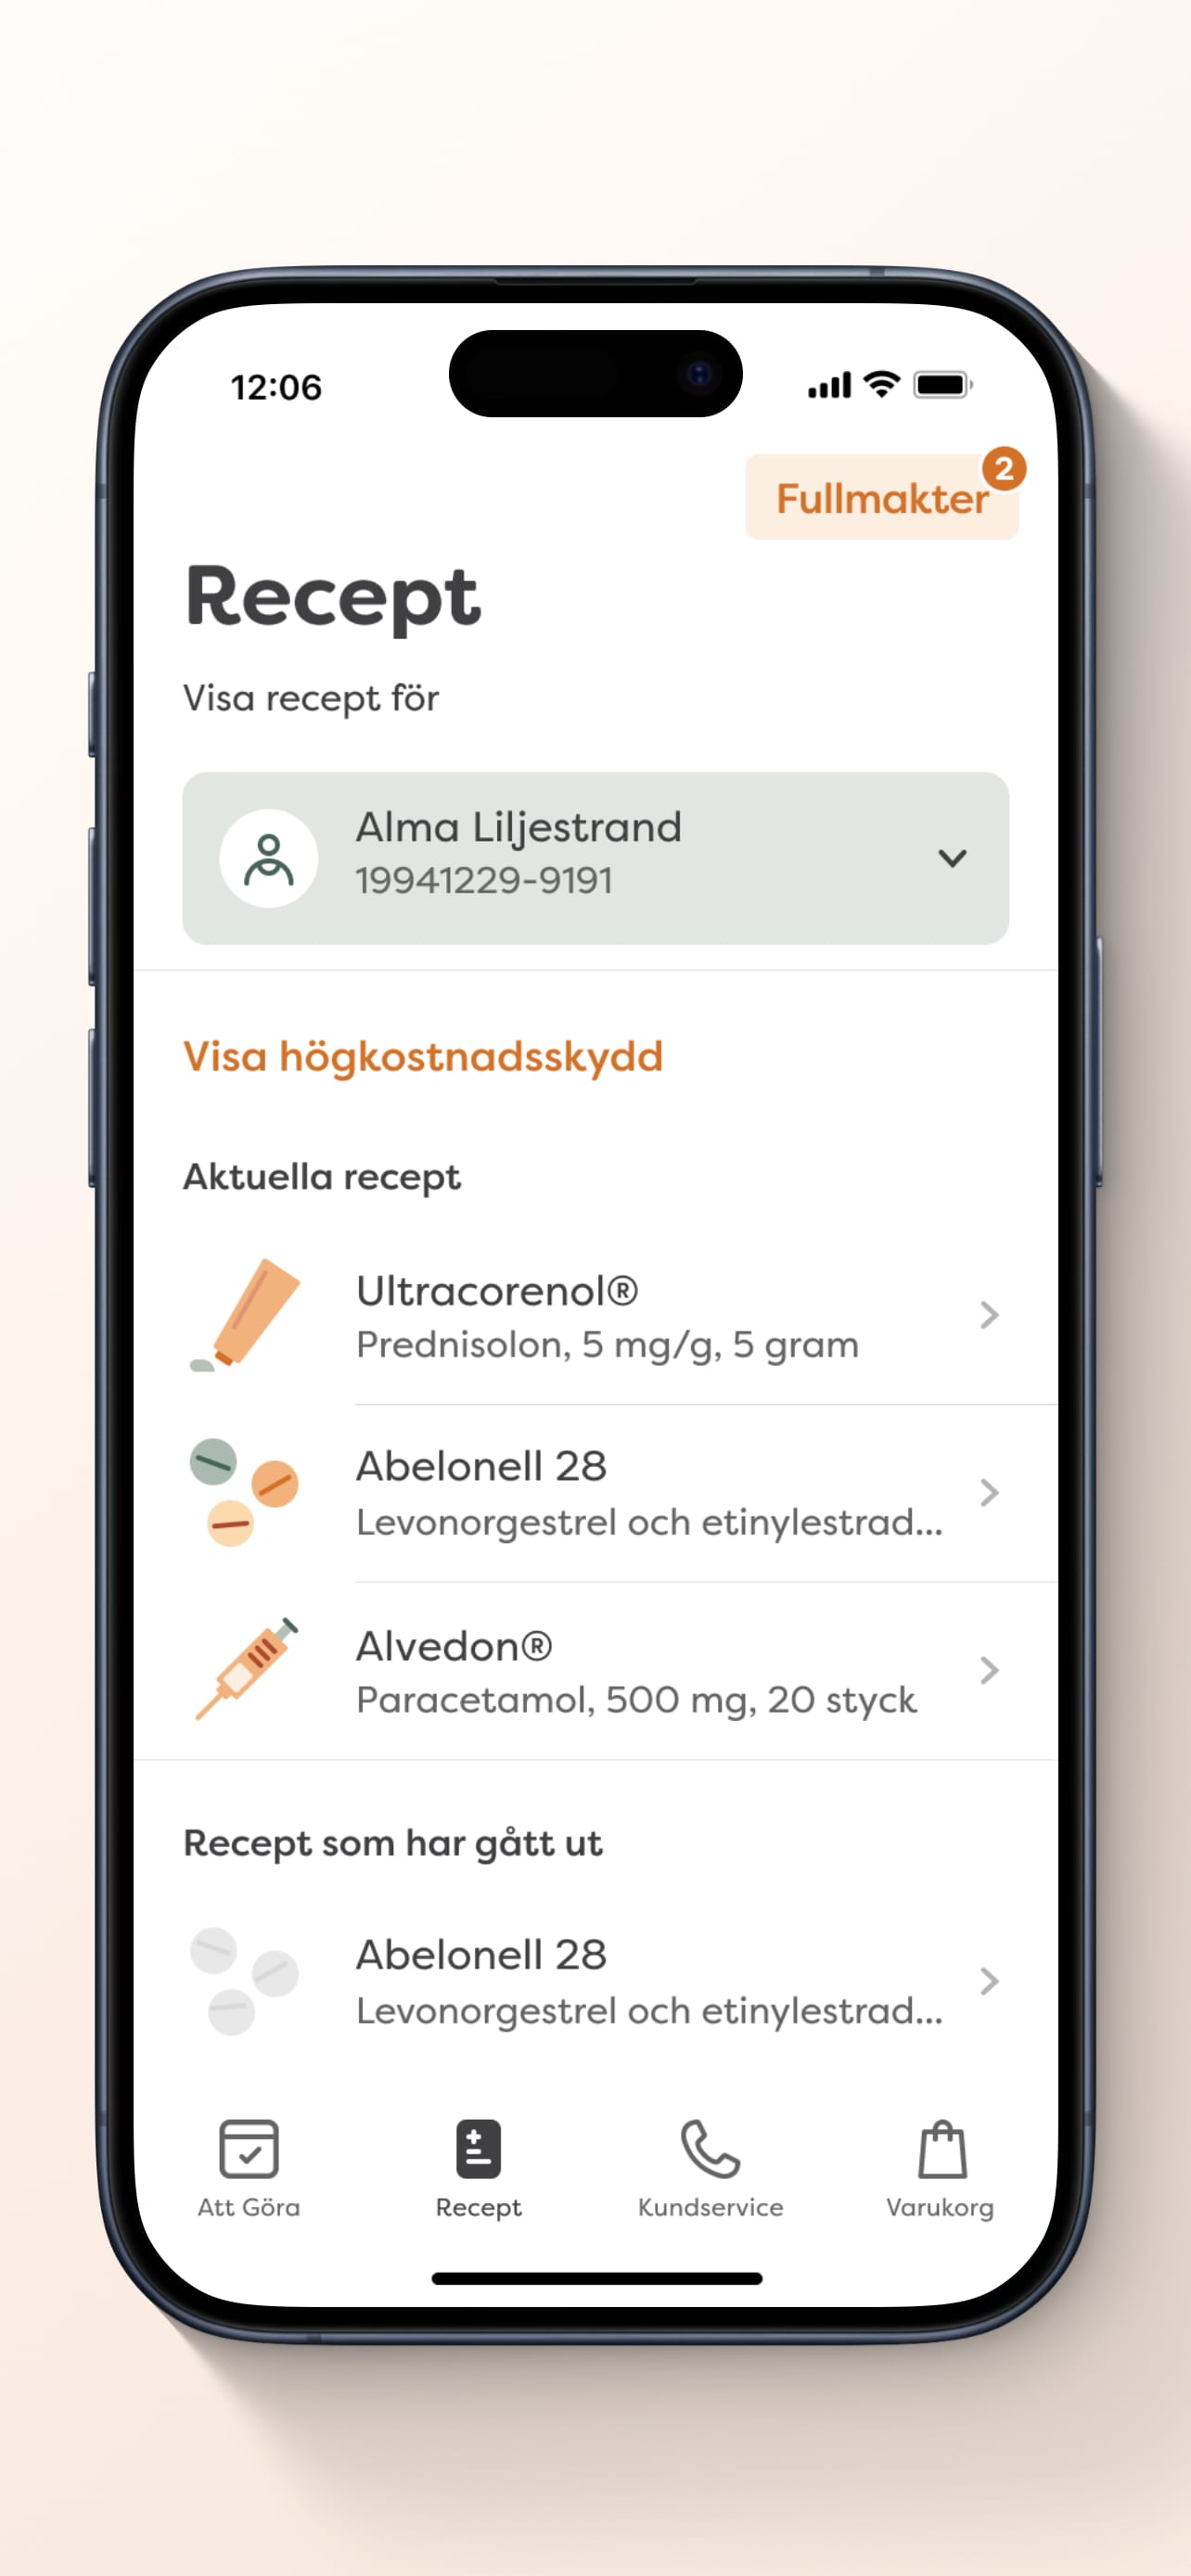 12:06
Fullmakter
2
Recept
Visa recept för
Alma Liljestrand
19941229-9191
Visa högkostnadsskydd
Aktuella recept
Ultracorenol®
Prednisolon, 5 mg/g, 5 gram
Abelonell 28
Levonorgestrel och etinylestrad...
Alvedon®
Paracetamol, 500 mg, 20 styck
Recept som har gått ut
Abelonell 28
Levonorgestrel och etinylestrad...
Att Göra
Recept
Kundservice
Varukorg